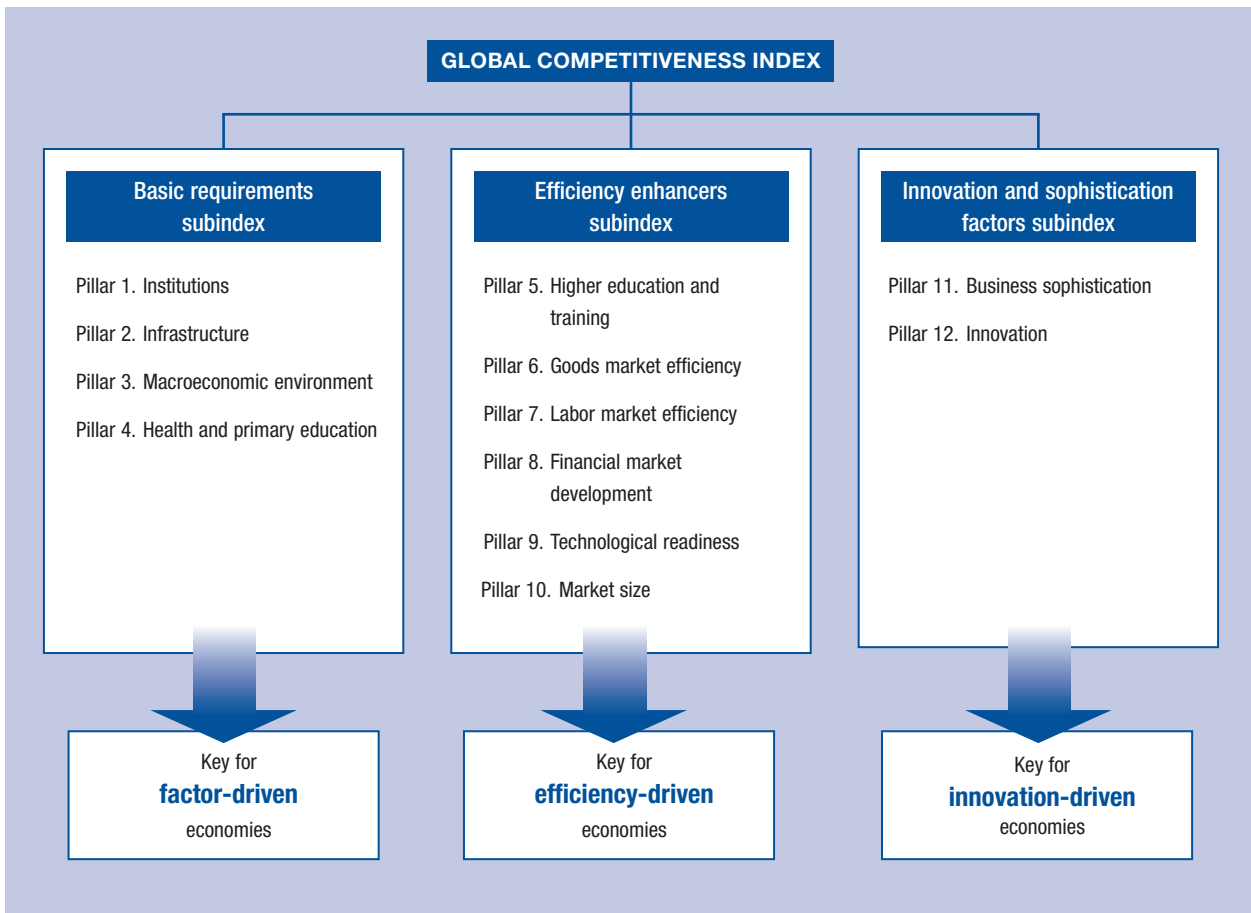 GLOBAL COMPETITIVENESS INDEX
Basic requirements
subindex
Pillar 1. Institutions
Pillar 2. Infrastructure
Pillar 3. Macroeconomic environment
Pillar 4. Health and primary education
Key for
factor-driven
economies
Efficiency enhancers
subindex
Pillar 5. Higher education and
training
Pillar 6. Goods market efficiency
Pillar 7. Labor market efficiency
Pillar 8. Financial market
development
Pillar 9. Technological readiness
Pillar 10. Market size
Key for
efficiency-driven
economies
Innovation and sophistication
factors subindex
Pillar 11. Business sophistication
Pillar 12. Innovation
Key for
innovation-driven
economies